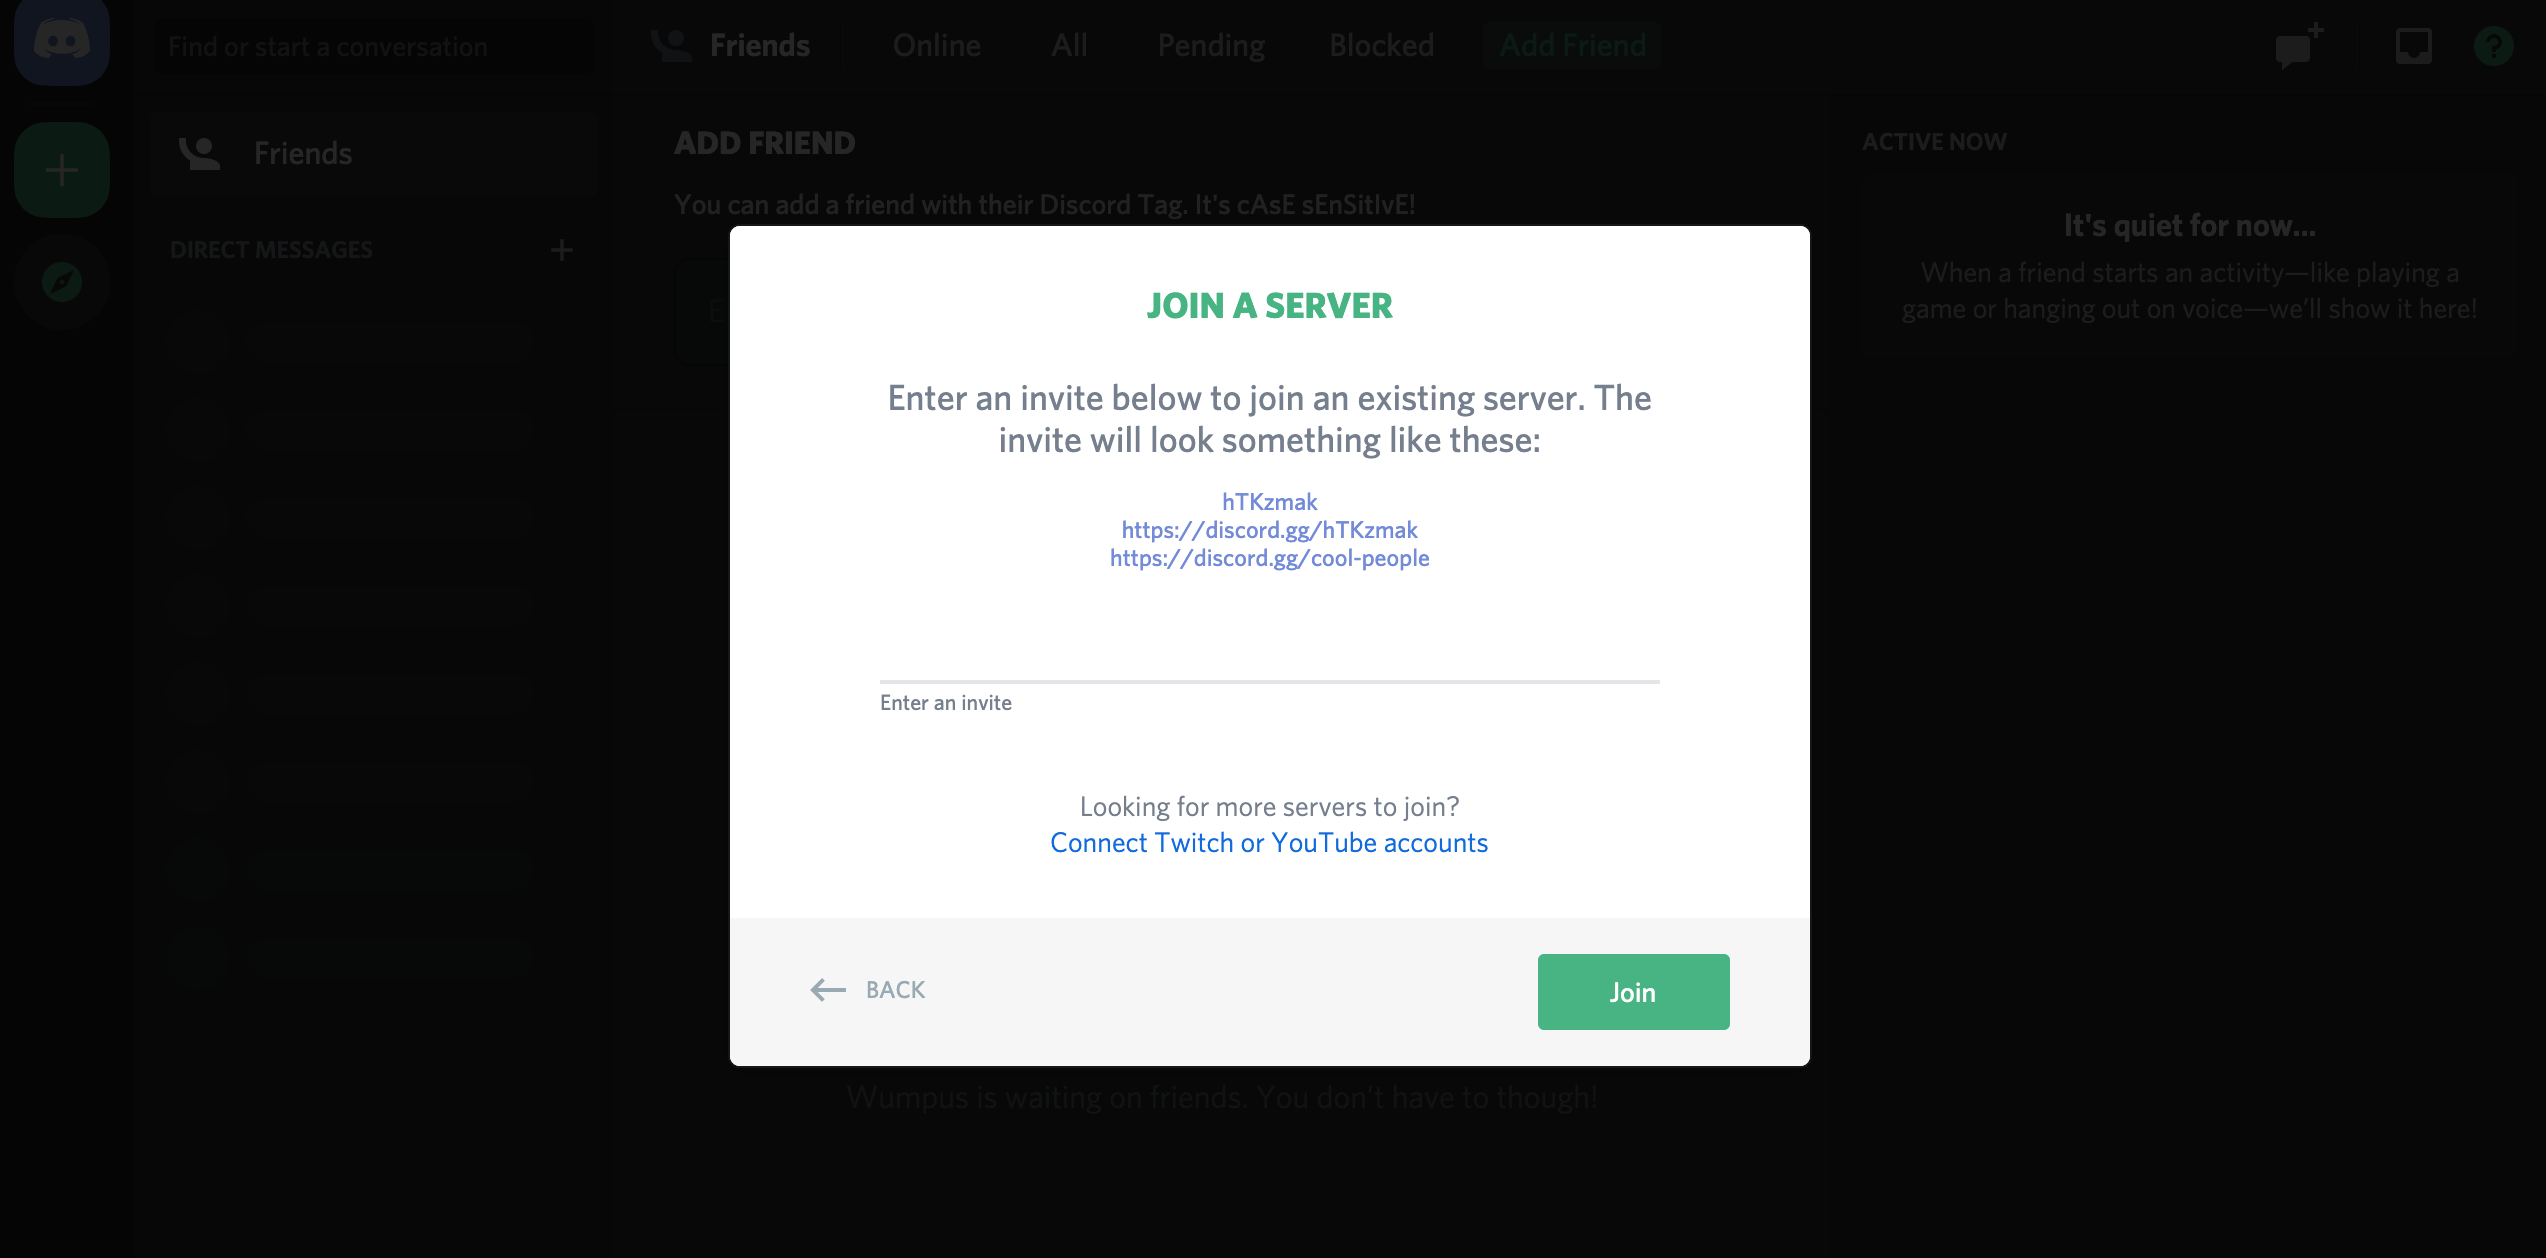 Find or start a conversation
Friends
Online
All
Pending
Blocked
Add Friend
Friends
DIRECT MESSAGES
ADD FRIEND
You can add a friend with their Discord Tag. It's cAsE sEnSitIvE!
ACTIVE NOW
It's quiet for now...
When a friend starts an activity—like playing a
game or hanging out on voice—we'll show it here!
JOIN A SERVER
Enter an invite below to join an existing server. The
invite will look something like these:
hTKzmak
https://discord.gg/hTKzmak
https://discord.gg/cool-people
Enter an invite
Looking for more servers to join?
Connect Twitch or YouTube accounts
BACK
Join
Wumpus is waiting on friends. You don't have to though!